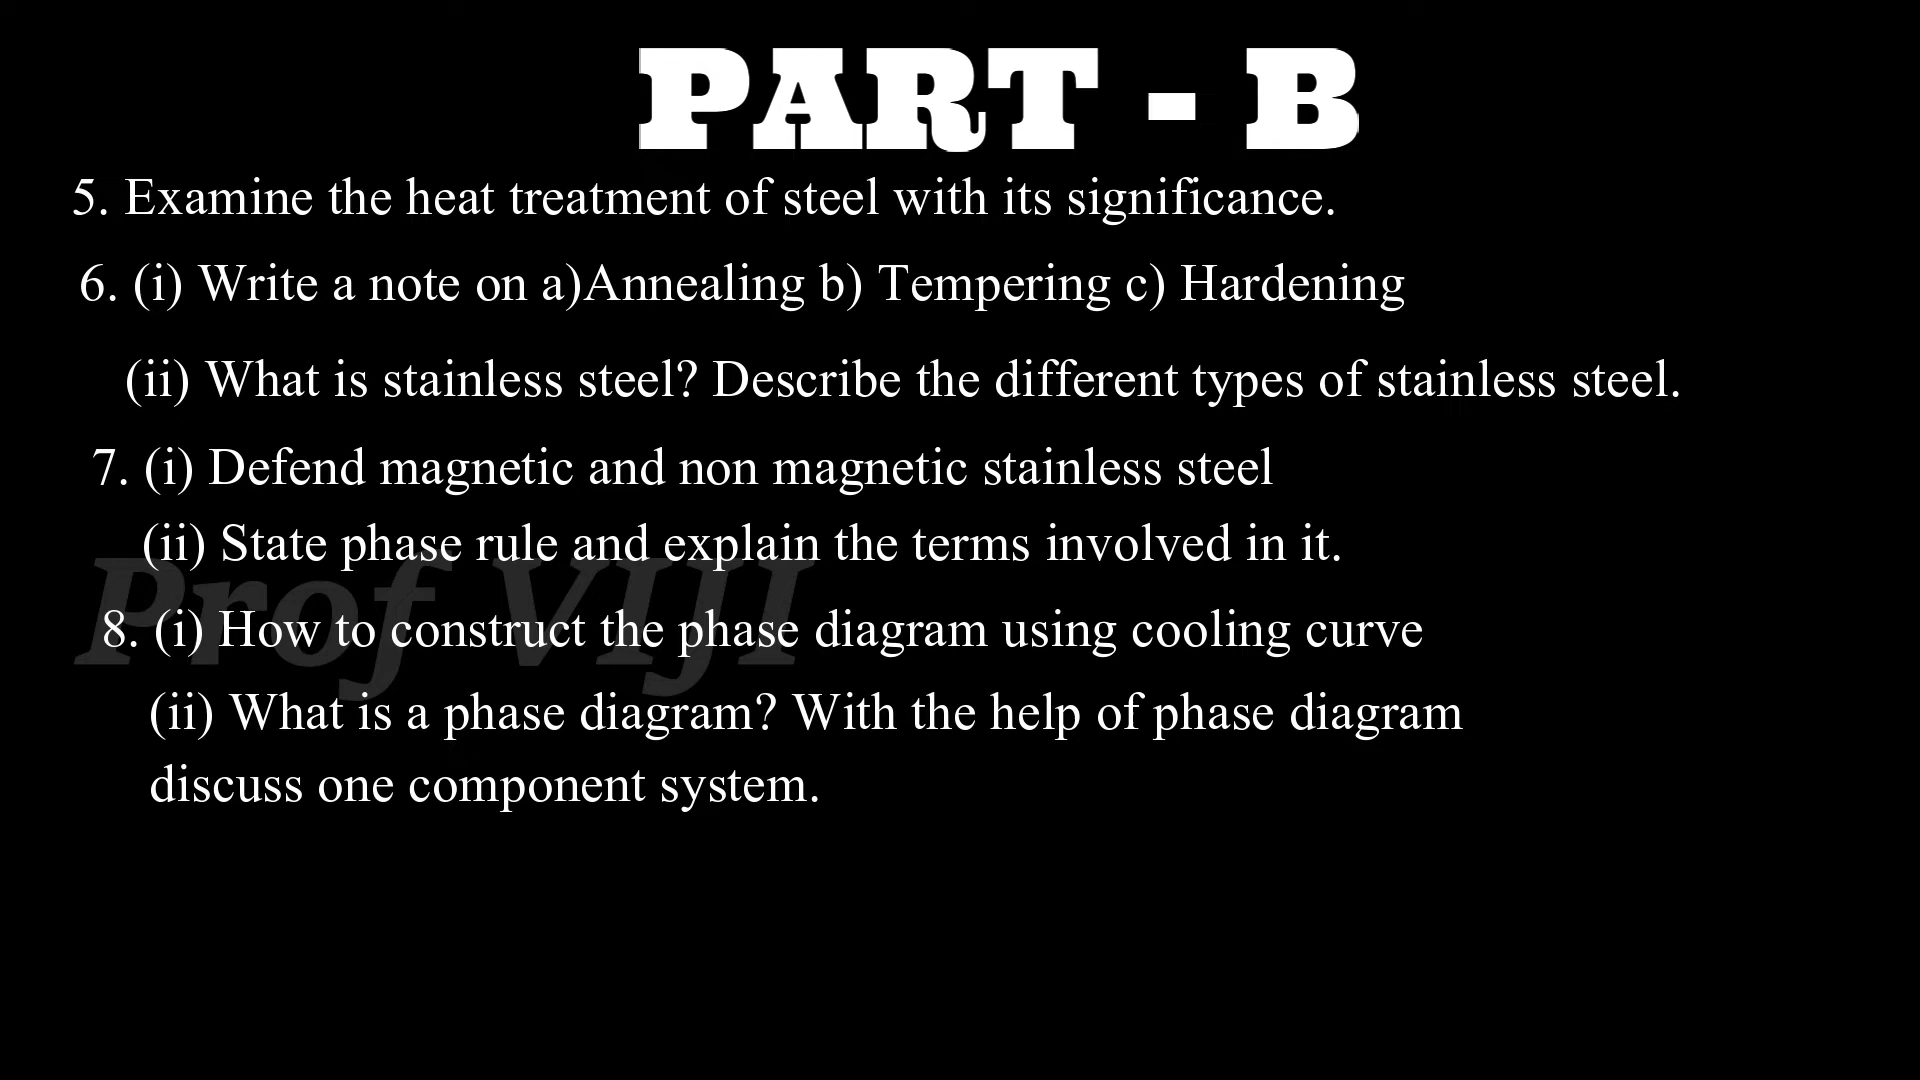 PART - B
5. Examine the heat treatment of steel with its significance.
6. (i) Write a note on a)Annealing b) Tempering c) Hardening
(ii) What is stainless steel? Describe the different types of stainless steel.
7. (i) Defend magnetic and non magnetic stainless steel
(ii) State phase rule and explain the terms involved in it.
Prof VIJI
8. (i) How to construct the phase diagram using cooling curve
(ii) What is a phase diagram? With the help of phase diagram
discuss one component system.